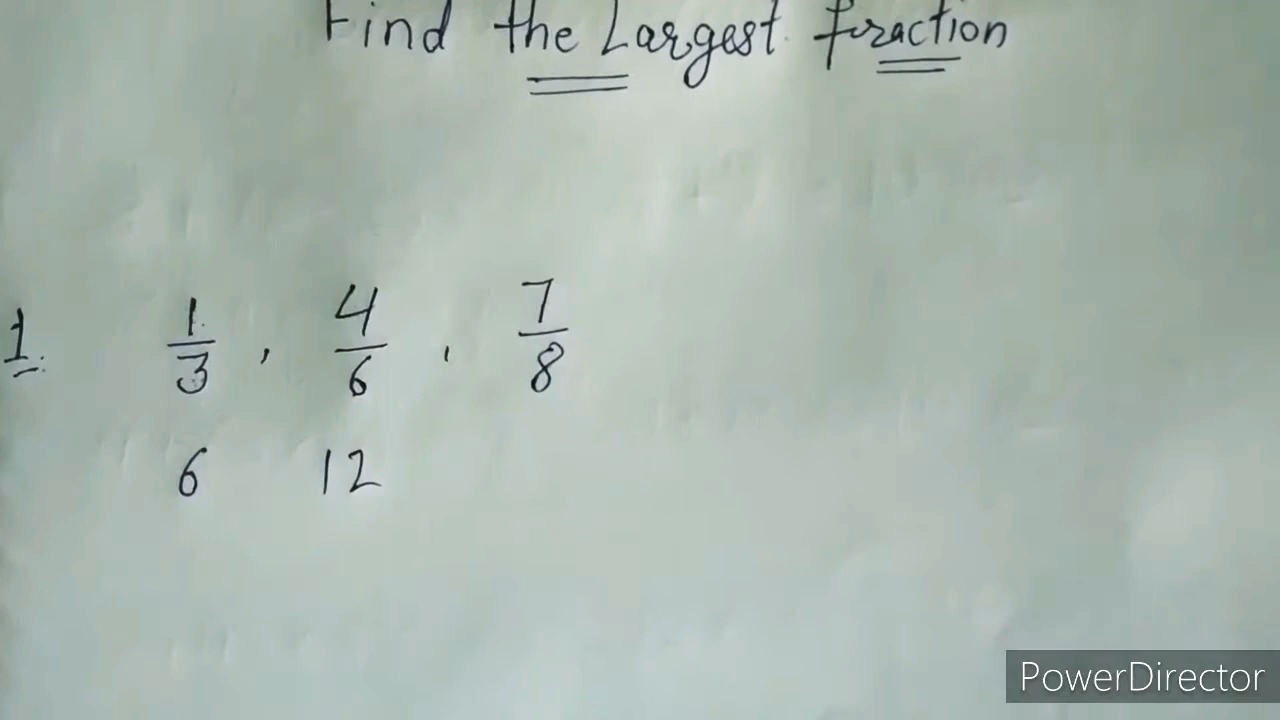 Find the Largest fraction
1. 1/3 , 4/6 , 7/8
6 12
PowerDirector